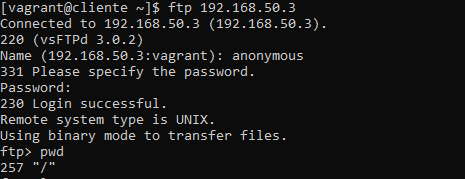 [vagrant@cliente ~]$ ftp 192.168.50.3
Connected to 192.168.50.3 (192.168.50.3).
220 (vsFTPd 3.0.2)
Name (192.168.50.3:vagrant): anonymous
331 Please specify the password.
Password:
230 Login successful.
Remote system type is UNIX.
Using binary mode to transfer files.
ftp> pwd
257 "/"